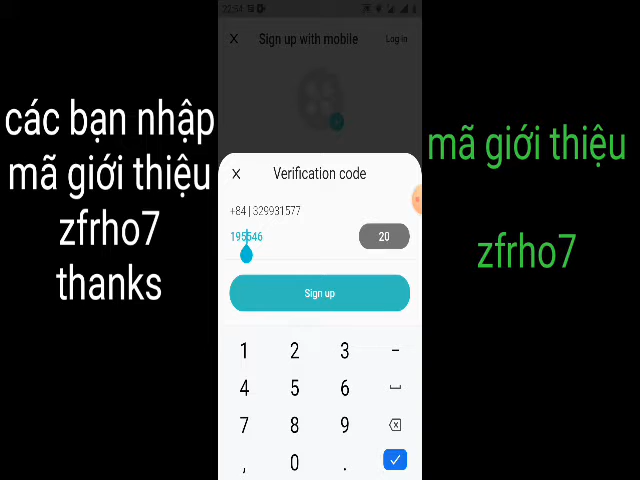 các bạn nhập
mã giới thiệu
zfrho7
thanks
Sign up with mobile
Log in
Verification code
+84 | 329931577
195546
20
Sign up
1 2 3 −
4 5 6
7 8 9
, 0 .
mã giới thiệu
zfrho7